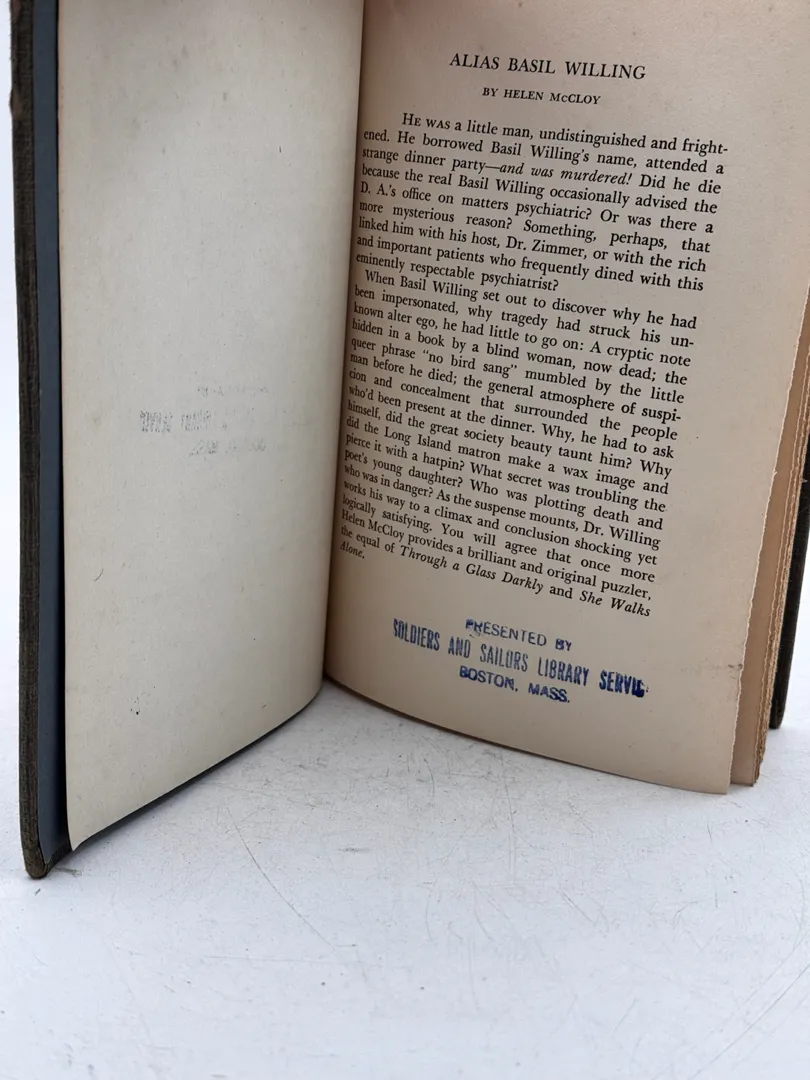 ALIAS BASIL WILLING
BY HELEN McCLOY
HE WAS a little man, undistinguished and fright-
ened. He borrowed Basil Willing's name, attended a
strange dinner party—and was murdered! Did he die
because the real Basil Willing occasionally advised the
D. A.'s office on matters psychiatric? Or was there a
more mysterious reason? Something, perhaps, that
linked him with his host, Dr. Zimmer, or with the rich
and important patients who frequently dined with this
eminently respectable psychiatrist?
When Basil Willing set out to discover why he had
been impersonated, why tragedy had struck his un-
known alter ego, he had little to go on: A cryptic note
hidden in a book by a blind woman, now dead; the
queer phrase "no bird sang" mumbled by the little
man before he died; the general atmosphere of suspi-
cion and concealment that surrounded the people
who'd been present at the dinner. Why, he had to ask
himself, did the great society beauty taunt him? Why
did the Long Island matron make a wax image and
pierce it with a hatpin? What secret was troubling the
poet's young daughter? Who was plotting death and
who was in danger? As the suspense mounts, Dr. Willing
works his way to a climax and conclusion shocking yet
logically satisfying. You will agree that once more
Helen McCloy provides a brilliant and original puzzler,
the equal of Through a Glass Darkly and She Walks
Alone.
PRESENTED BY
SOLDIERS AND SAILORS LIBRARY SERVIC
BOSTON, MASS.